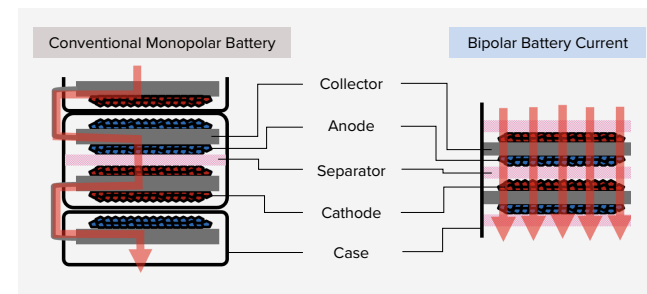 Conventional Monopolar Battery
Bipolar Battery Current
Collector
Anode
Separator
Cathode
Case